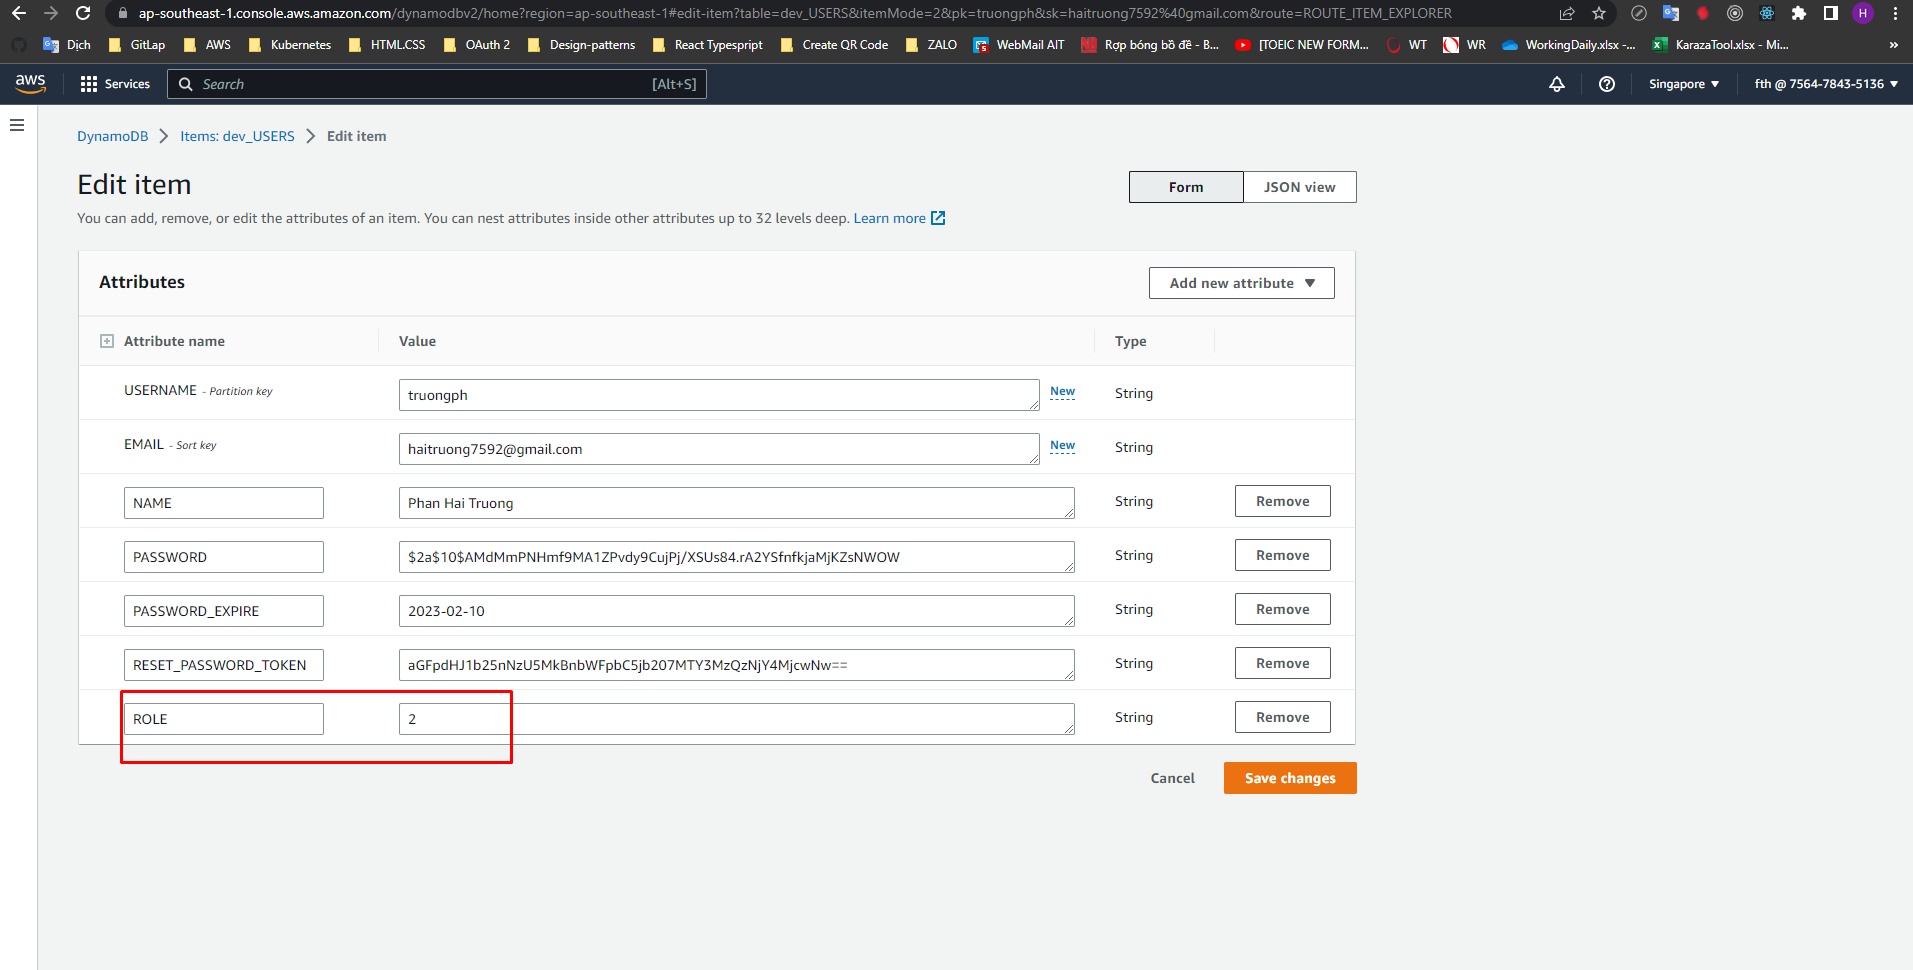 ap-southeast-1.console.aws.amazon.com/dynamodbv2/home?region=ap-southeast-1#edit-item?table=dev_USERS&itemMode=2&pk=truongph&sk=haitruong7592%40gmail.com&route=ROUTE_ITEM_EXPLORER H
Dịch GitLap AWS Kubernetes HTML.CSS OAuth 2 Design-patterns React Typespript Create QR Code ZALO WebMail AIT Rợp bóng bồ đề - B... [TOEIC NEW FORM... WT WR WorkingDaily.xlsx -... KarazaTool.xlsx - Mi... »
aws Services Search [Alt+S] Singapore fth @ 7564-7843-5136
DynamoDB Items: dev_USERS Edit item
Edit item
Form JSON view
You can add, remove, or edit the attributes of an item. You can nest attributes inside other attributes up to 32 levels deep. Learn more
Attributes
Add new attribute
Attribute name Value Type
USERNAME - Partition key truongph New String
EMAIL - Sort key haitruong7592@gmail.com New String
NAME Phan Hai Truong String Remove
PASSWORD $2a$10$AMdMmPNHmf9MA1ZPvdy9CujPj/XSUs84.rA2YSfnfkjaMjKZsNWOW String Remove
PASSWORD_EXPIRE 2023-02-10 String Remove
RESET_PASSWORD_TOKEN aGFpdHJ1b25nNzU5MkBnbWFpbC5jb207MTY3MzQzNjY4MjcwNw== String Remove
ROLE 2 String Remove
Cancel Save changes